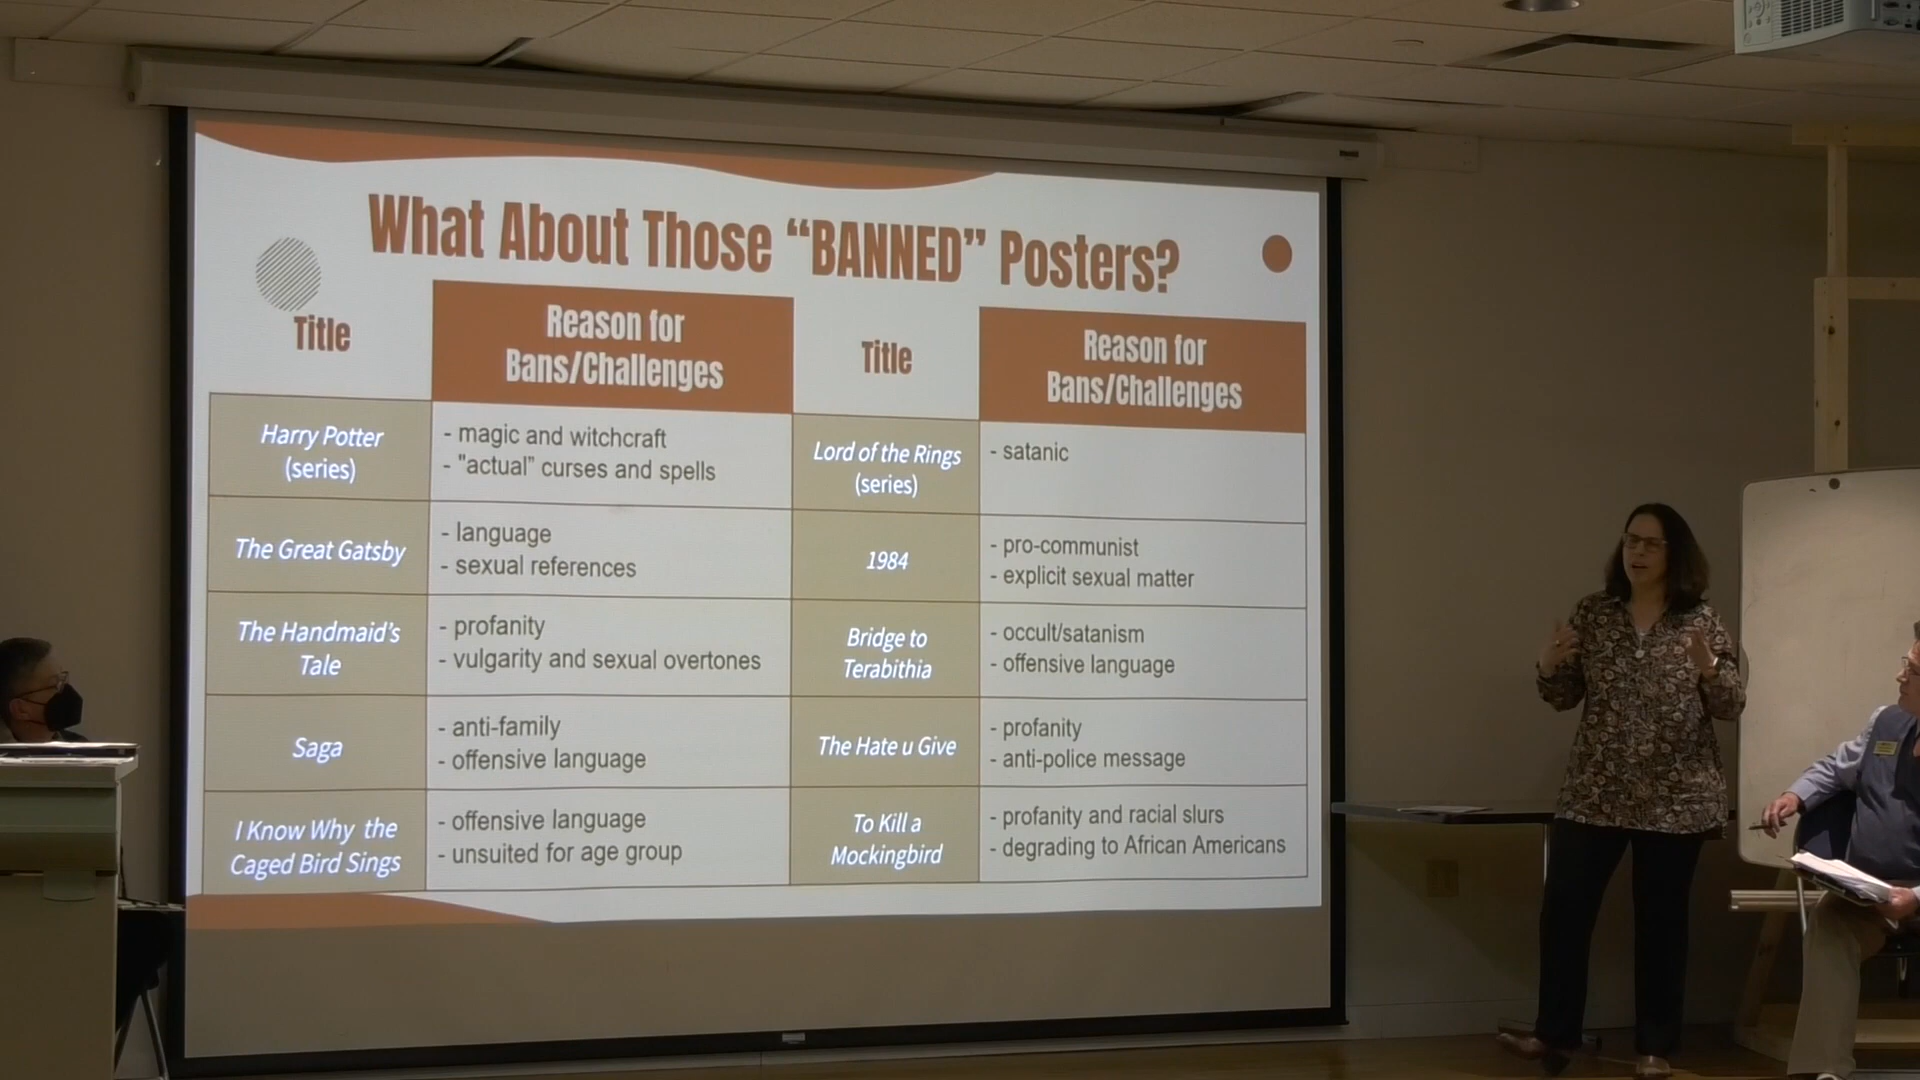 What About Those “BANNED” Posters?
Title
Reason for
Bans/Challenges
Title
Reason for
Bans/Challenges
Harry Potter
(series)
- magic and witchcraft
- "actual” curses and spells
Lord of the Rings
(series)
- satanic
The Great Gatsby
- language
- sexual references
1984
- pro-communist
- explicit sexual matter
The Handmaid’s
Tale
- profanity
- vulgarity and sexual overtones
Bridge to
Terabithia
- occult/satanism
- offensive language
Saga
- anti-family
- offensive language
The Hate u Give
- profanity
- anti-police message
I Know Why the
Caged Bird Sings
- offensive language
- unsuited for age group
To Kill a
Mockingbird
- profanity and racial slurs
- degrading to African Americans